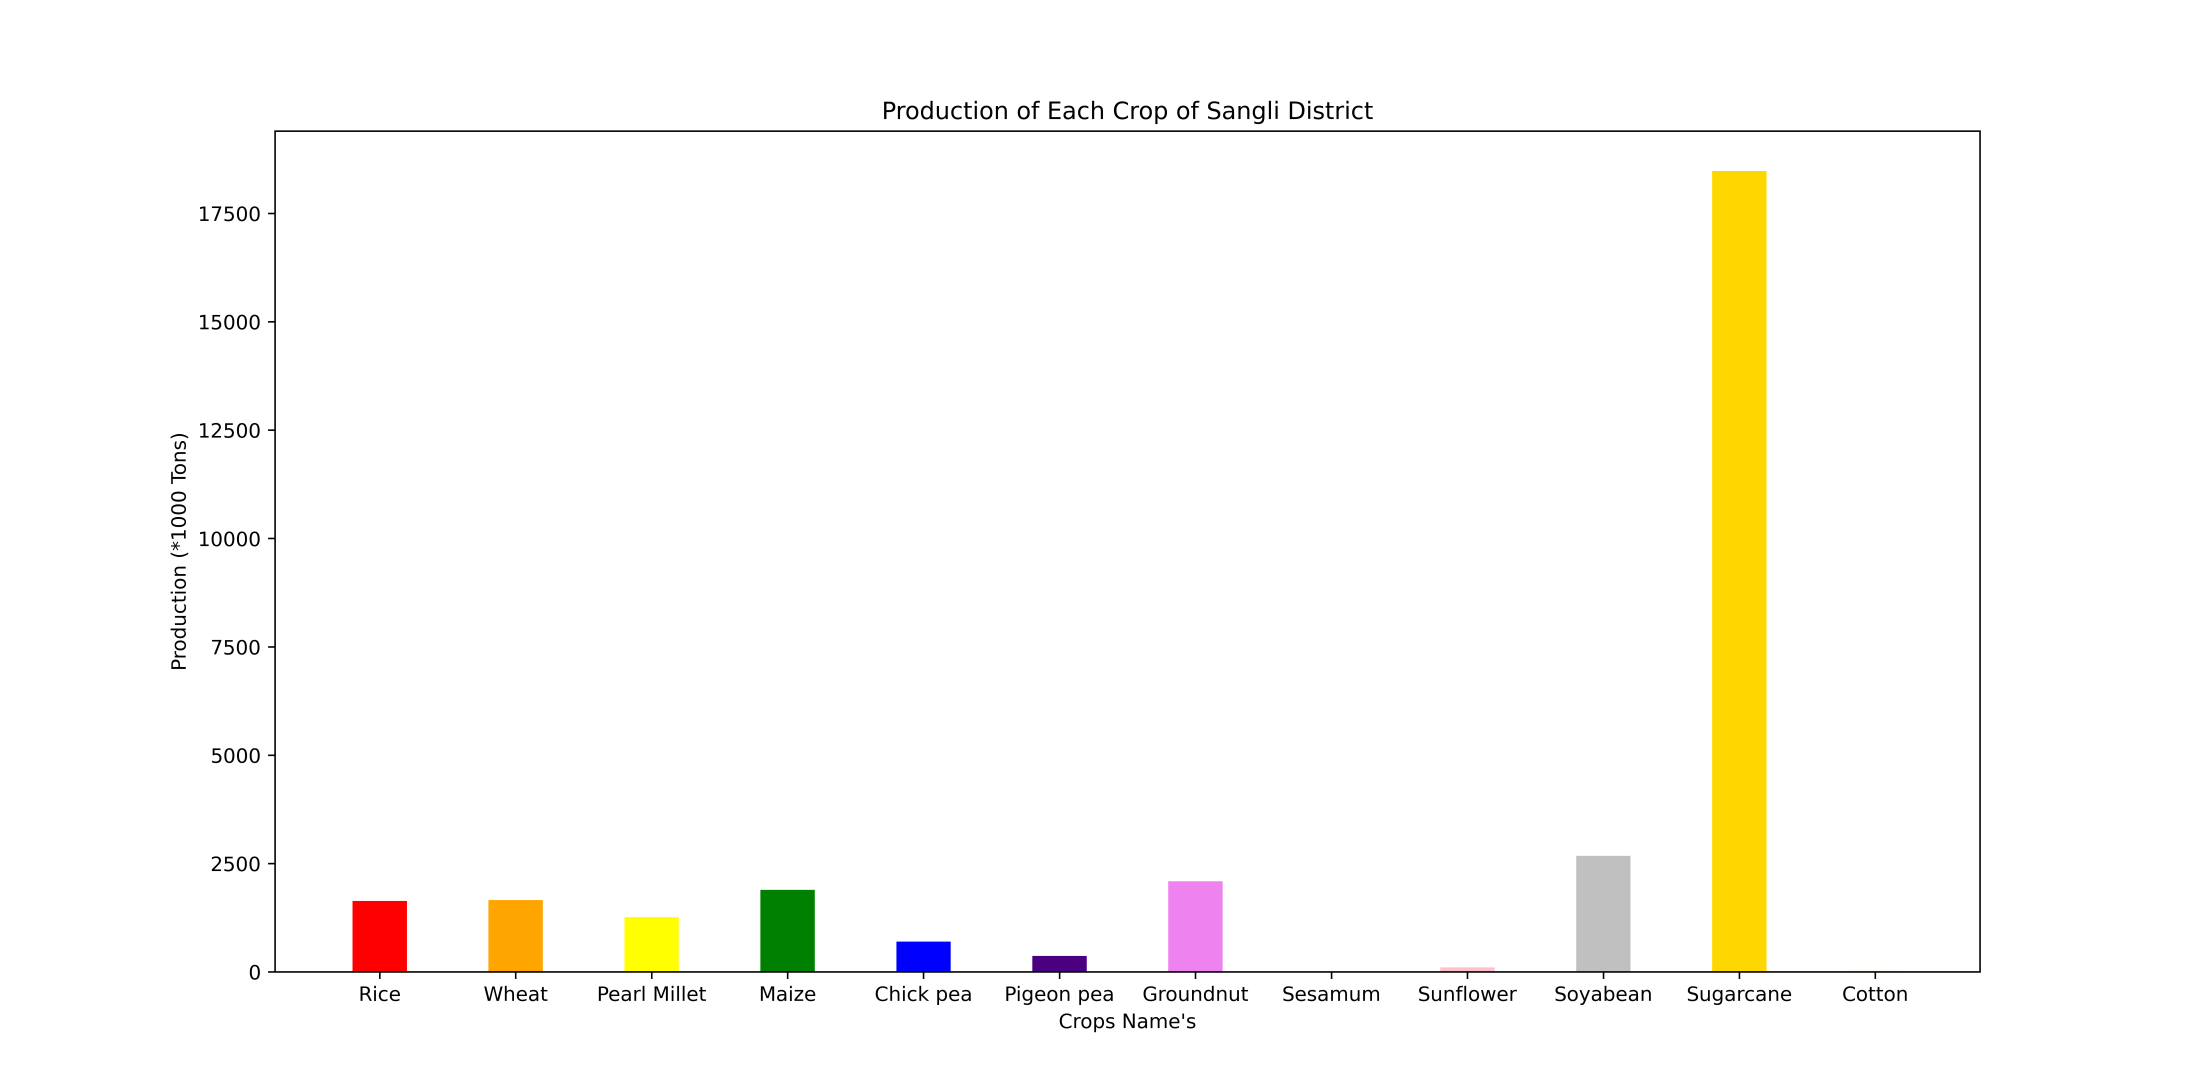 Production of Each Crop of Sangli District
Production (*1000 Tons)
17500
15000
12500
10000
7500
5000
2500
0
Rice Wheat Pearl Millet Maize Chick pea Pigeon pea Groundnut Sesamum Sunflower Soyabean Sugarcane Cotton
Crops Name's